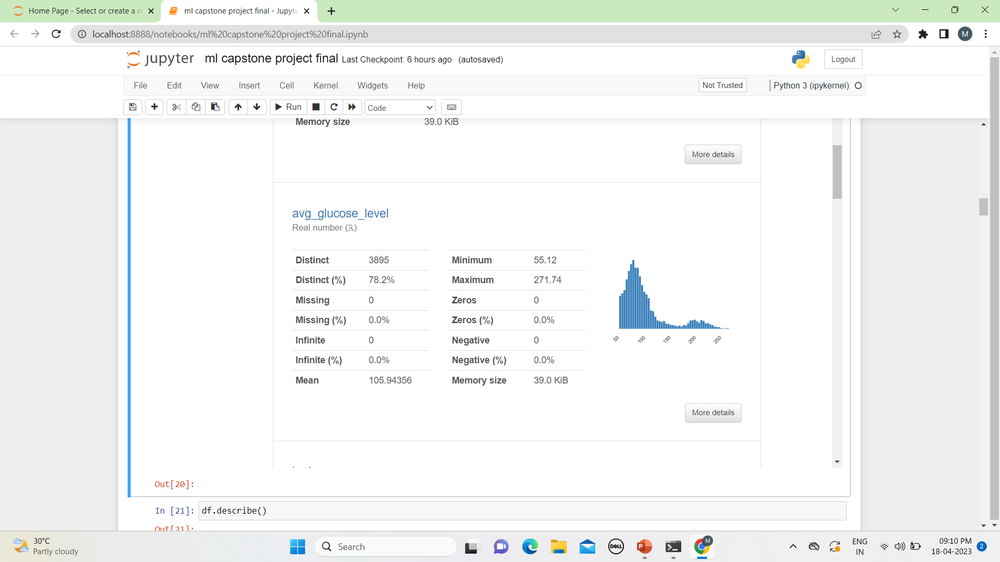 Home Page - Select or create a n
ml capstone project final - Jupyte
localhost:8888/notebooks/ml%20capstone%20project%20final.ipynb
M
jupyter ml capstone project final Last Checkpoint: 6 hours ago (autosaved)
Logout
File Edit View Insert Cell Kernel Widgets Help
Not Trusted
Python 3 (ipykernel)
Run
Code
Memory size 39.0 KiB
More details
avg_glucose_level
Real number (ℝ)
Distinct 3895
Distinct (%) 78.2%
Missing 0
Missing (%) 0.0%
Infinite 0
Infinite (%) 0.0%
Mean 105.94356
Minimum 55.12
Maximum 271.74
Zeros 0
Zeros (%) 0.0%
Negative 0
Negative (%) 0.0%
Memory size 39.0 KiB
50 100 150 200 250
More details
Out[20]:
In [21]: df.describe()
Out[21]:
30°C
Partly cloudy
Search
DELL
P
M
ENG
IN
09:10 PM
18-04-2023
2